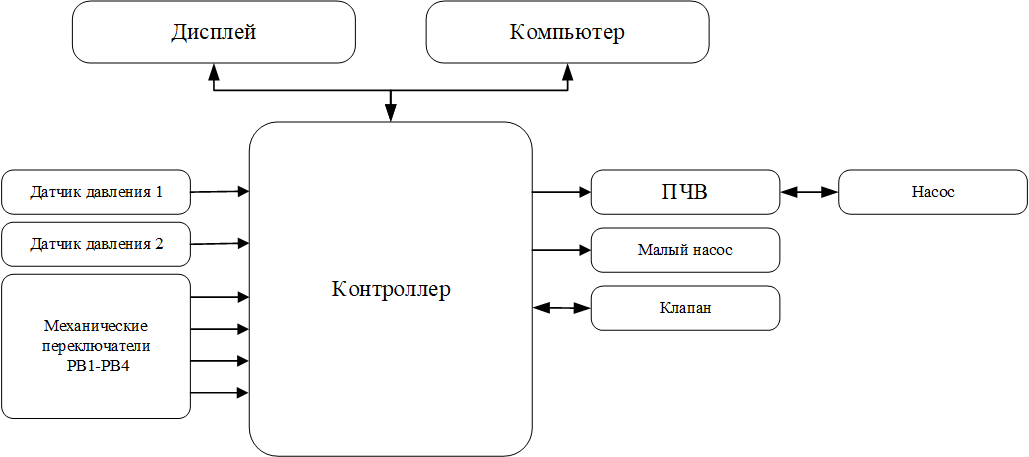 Дисплей
Компьютер
Датчик давления 1
Датчик давления 2
Механические
переключатели
PB1-PB4
Контроллер
ПЧВ
Насос
Малый насос
Клапан